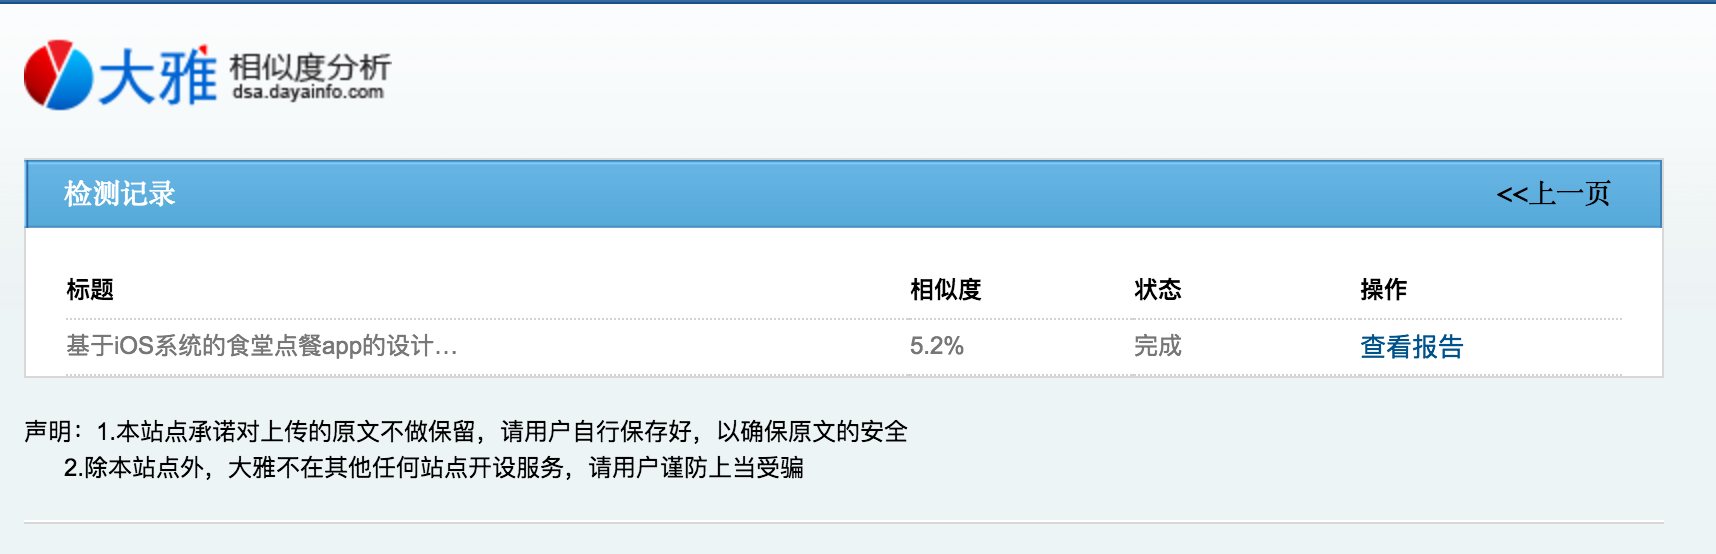 大雅 相似度分析
dsa.dayainfo.com
检测记录 <<上一页
标题 相似度 状态 操作
基于iOS系统的食堂点餐app的设计... 5.2% 完成 查看报告
声明：1.本站点承诺对上传的原文不做保留，请用户自行保存好，以确保原文的安全
2.除本站点外，大雅不在其他任何站点开设服务，请用户谨防上当受骗